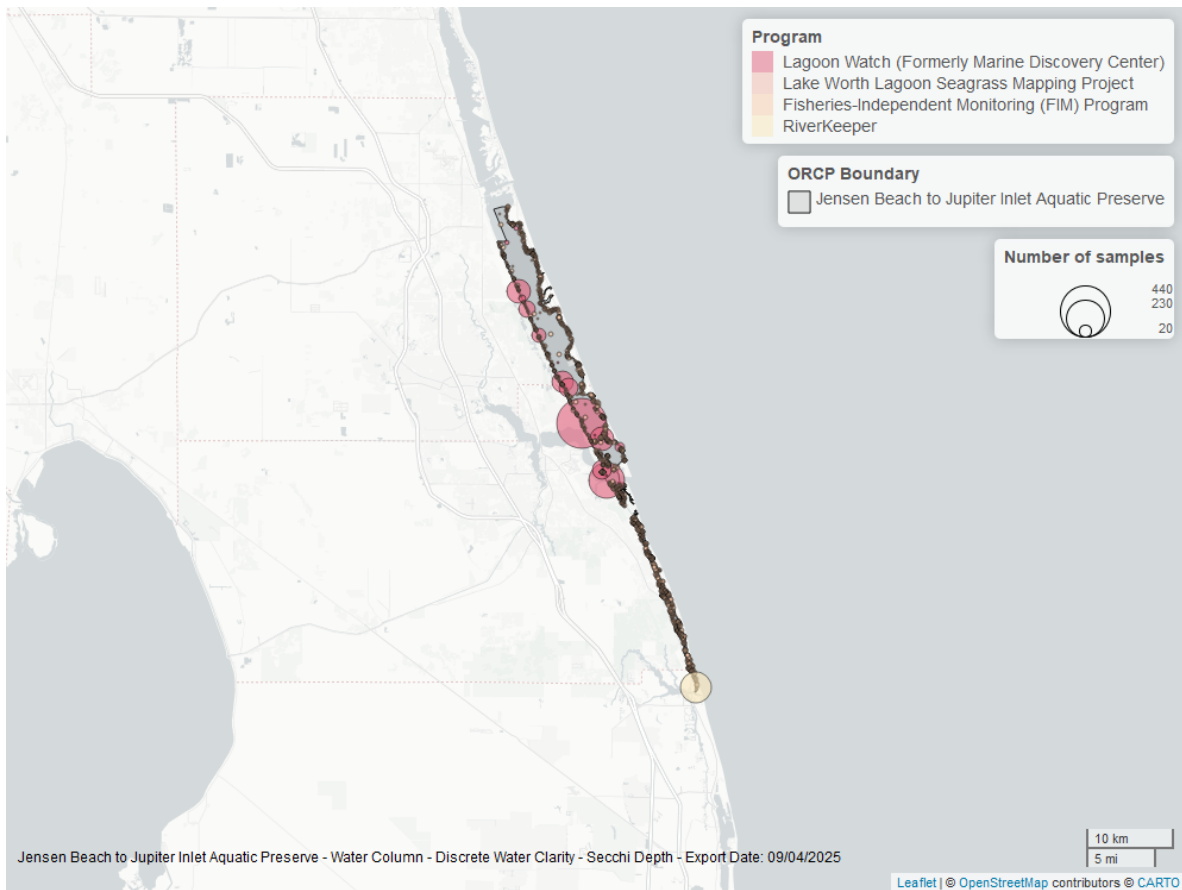 Program
Lagoon Watch (Formerly Marine Discovery Center)
Lake Worth Lagoon Seagrass Mapping Project
Fisheries-Independent Monitoring (FIM) Program
RiverKeeper
ORCP Boundary
Jensen Beach to Jupiter Inlet Aquatic Preserve
Number of samples
440
230
20
10 km
5 mi
Jensen Beach to Jupiter Inlet Aquatic Preserve - Water Column - Discrete Water Clarity - Secchi Depth - Export Date: 09/04/2025
Leaflet | © OpenStreetMap contributors © CARTO